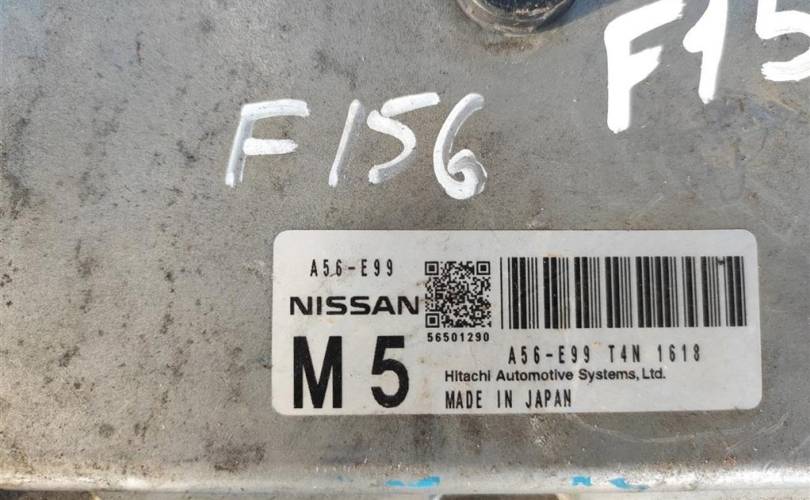 F15
F156
A56-E99
NISSAN
56501290
M5
A56-E99 T4N 1618
Hitachi Automotive Systems, Ltd.
MADE IN JAPAN